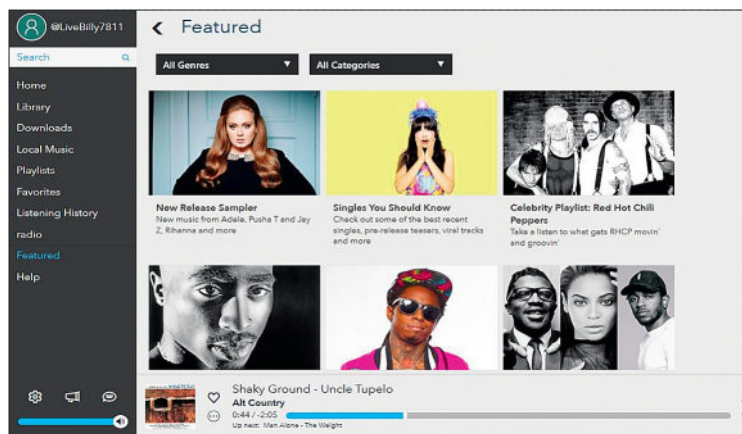 @LiveBilly7811
Search
Home
Library
Downloads
Local Music
Playlists
Favorites
Listening History
radio
Featured
Help
Featured
All Genres
All Categories
New Release Sampler
New music from Adele, Pusha T and Jay
Z, Rihanna and more
Singles You Should Know
Check out some of the best recent
singles, pre-release teasers, viral tracks
and more
Celebrity Playlist: Red Hot Chili
Peppers
Take a listen to what gets RHCP movin'
and groovin'
Shaky Ground - Uncle Tupelo
Alt Country
0:44 / -2:05
Up next: Man Alone - The Weight